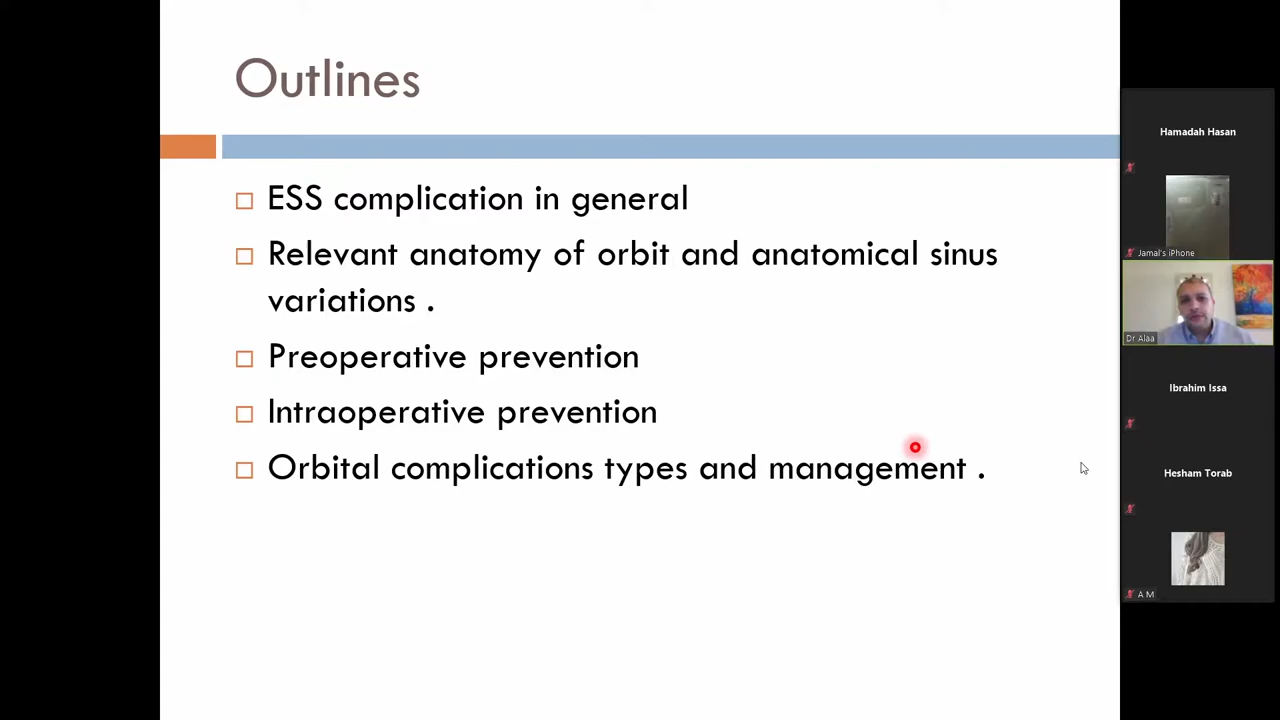 Outlines
ESS complication in general
Relevant anatomy of orbit and anatomical sinus
variations .
Preoperative prevention
Intraoperative prevention
Orbital complications types and management .
Hamadah Hasan
Jamal's iPhone
Dr Alaa
Ibrahim Issa
Hesham Torab
A M